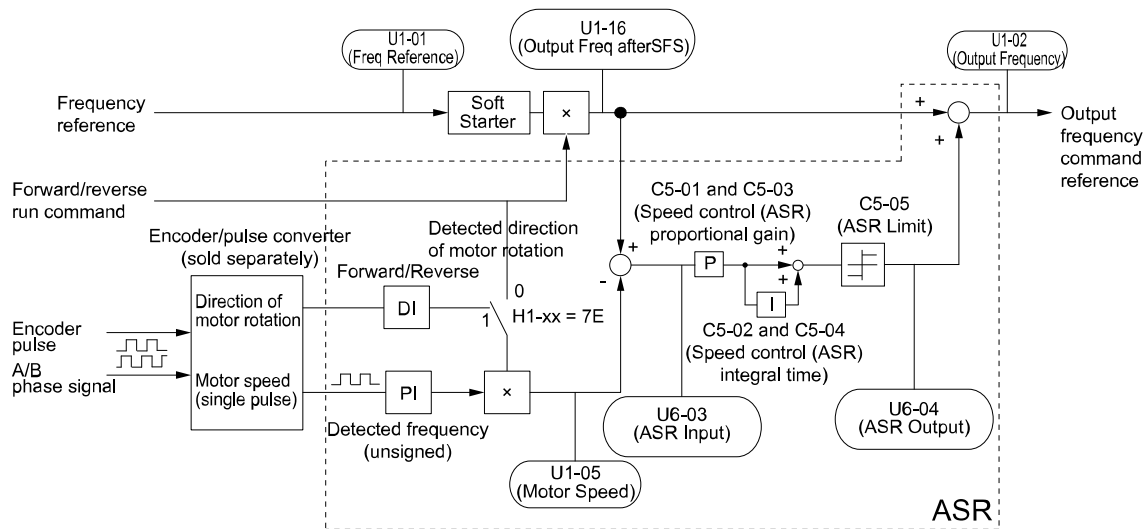 U1-01
(Freq Reference)
U1-16
(Output Freq afterSFS)
U1-02
(Output Frequency)
Frequency
reference
Soft
Starter
×
+
+
Output
frequency
command
reference
Forward/reverse
run command
Detected direction
of motor rotation
C5-01 and C5-03
(Speed control (ASR)
proportional gain)
C5-05
(ASR Limit)
Encoder/pulse converter
(sold separately)
Forward/Reverse
Direction of
motor rotation
DI
1
0
H1-xx = 7E
+
-
P
+
+
I
C5-02 and C5-04
(Speed control (ASR)
integral time)
Encoder
pulse
A/B
phase signal
Motor speed
(single pulse)
PI
×
Detected frequency
(unsigned)
U6-03
(ASR Input)
U6-04
(ASR Output)
U1-05
(Motor Speed)
ASR